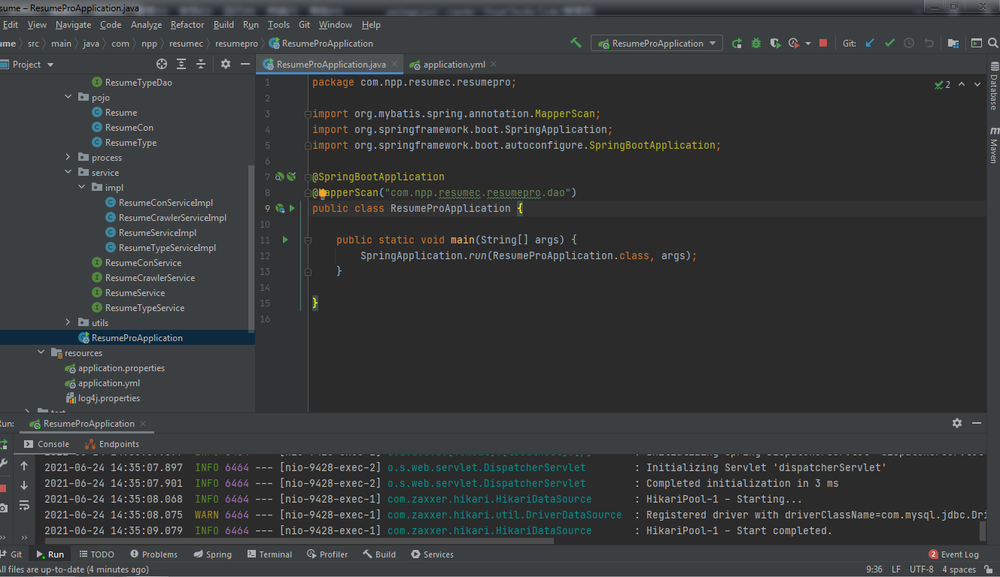 sume – ResumeProApplication.java
Edit View Navigate Code Analyze Refactor Build Run Tools Git Window Help
ume src main java com npp resumec resumepro ResumeProApplication
ResumeProApplication Git:
Project
ResumeProApplication.java application.yml
ResumeTypeDao
pojo
Resume
ResumeCon
ResumeType
process
service
impl
ResumeConServiceImpl
ResumeCrawlerServiceImpl
ResumeServiceImpl
ResumeTypeServiceImpl
ResumeConService
ResumeCrawlerService
ResumeService
ResumeTypeService
utils
ResumeProApplication
resources
application.properties
application.yml
log4j.properties
1 package com.npp.resumec.resumepro;
2
3 import org.mybatis.spring.annotation.MapperScan;
4 import org.springframework.boot.SpringApplication;
5 import org.springframework.boot.autoconfigure.SpringBootApplication;
6
7 @SpringBootApplication
8 @MapperScan("com.npp.resumec.resumepro.dao")
9 public class ResumeProApplication {
10
11 public static void main(String[] args) {
12 SpringApplication.run(ResumeProApplication.class, args);
13 }
14
15 }
16
2
Database
m Maven
un: ResumeProApplication
Console Endpoints
2021-06-24 14:35:07.897 INFO 6464 --- [nio-9428-exec-2] o.s.web.servlet.DispatcherServlet : Initializing Servlet 'dispatcherServlet'
2021-06-24 14:35:07.901 INFO 6464 --- [nio-9428-exec-2] o.s.web.servlet.DispatcherServlet : Completed initialization in 3 ms
2021-06-24 14:35:08.068 INFO 6464 --- [nio-9428-exec-1] com.zaxxer.hikari.HikariDataSource : HikariPool-1 - Starting...
2021-06-24 14:35:08.075 WARN 6464 --- [nio-9428-exec-1] com.zaxxer.hikari.util.DriverDataSource : Registered driver with driverClassName=com.mysql.jdbc.Dri
2021-06-24 14:35:09.079 INFO 6464 --- [nio-9428-exec-1] com.zaxxer.hikari.HikariDataSource : HikariPool-1 - Start completed.
Git Run TODO Problems Spring Terminal Profiler Build Services 2 Event Log
All files are up-to-date (4 minutes ago) 9:36 LF UTF-8 4 spaces